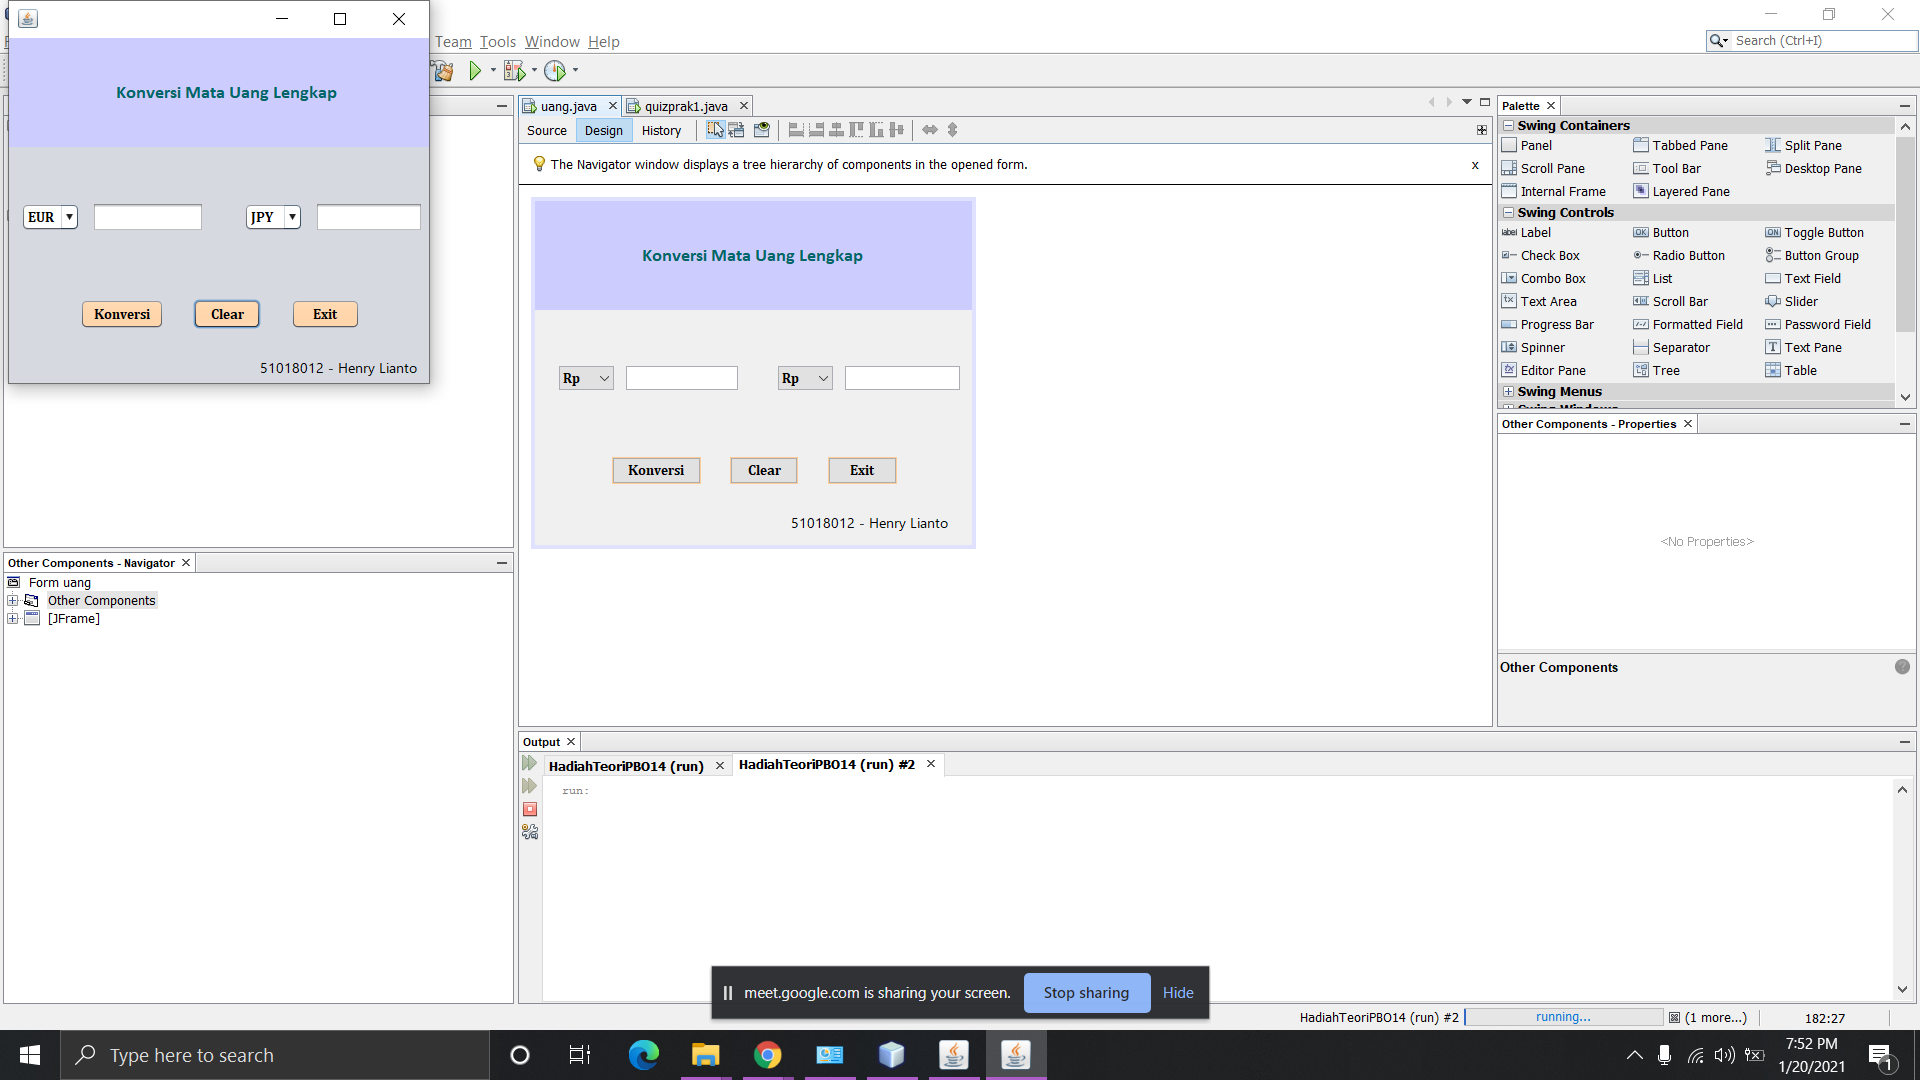 Team Tools Window Help
Search (Ctrl+I)
Konversi Mata Uang Lengkap
EUR JPY
Konversi Clear Exit
51018012 - Henry Lianto
uang.java quizprak1.java
Source Design History
The Navigator window displays a tree hierarchy of components in the opened form. x
Konversi Mata Uang Lengkap
Rp Rp
Konversi Clear Exit
51018012 - Henry Lianto
Palette
Swing Containers
Panel Tabbed Pane Split Pane
Scroll Pane Tool Bar Desktop Pane
Internal Frame Layered Pane
Swing Controls
Label Button Toggle Button
Check Box Radio Button Button Group
Combo Box List Text Field
Text Area Scroll Bar Slider
Progress Bar Formatted Field Password Field
Spinner Separator Text Pane
Editor Pane Tree Table
Swing Menus
Other Components - Properties
<No Properties>
Other Components
Other Components - Navigator
Form uang
Other Components
[JFrame]
Output
HadiahTeoriPBO14 (run) HadiahTeoriPBO14 (run) #2
run:
meet.google.com is sharing your screen. Stop sharing Hide
HadiahTeoriPBO14 (run) #2 running... (1 more...) 182:27
Type here to search
7:52 PM
1/20/2021
1